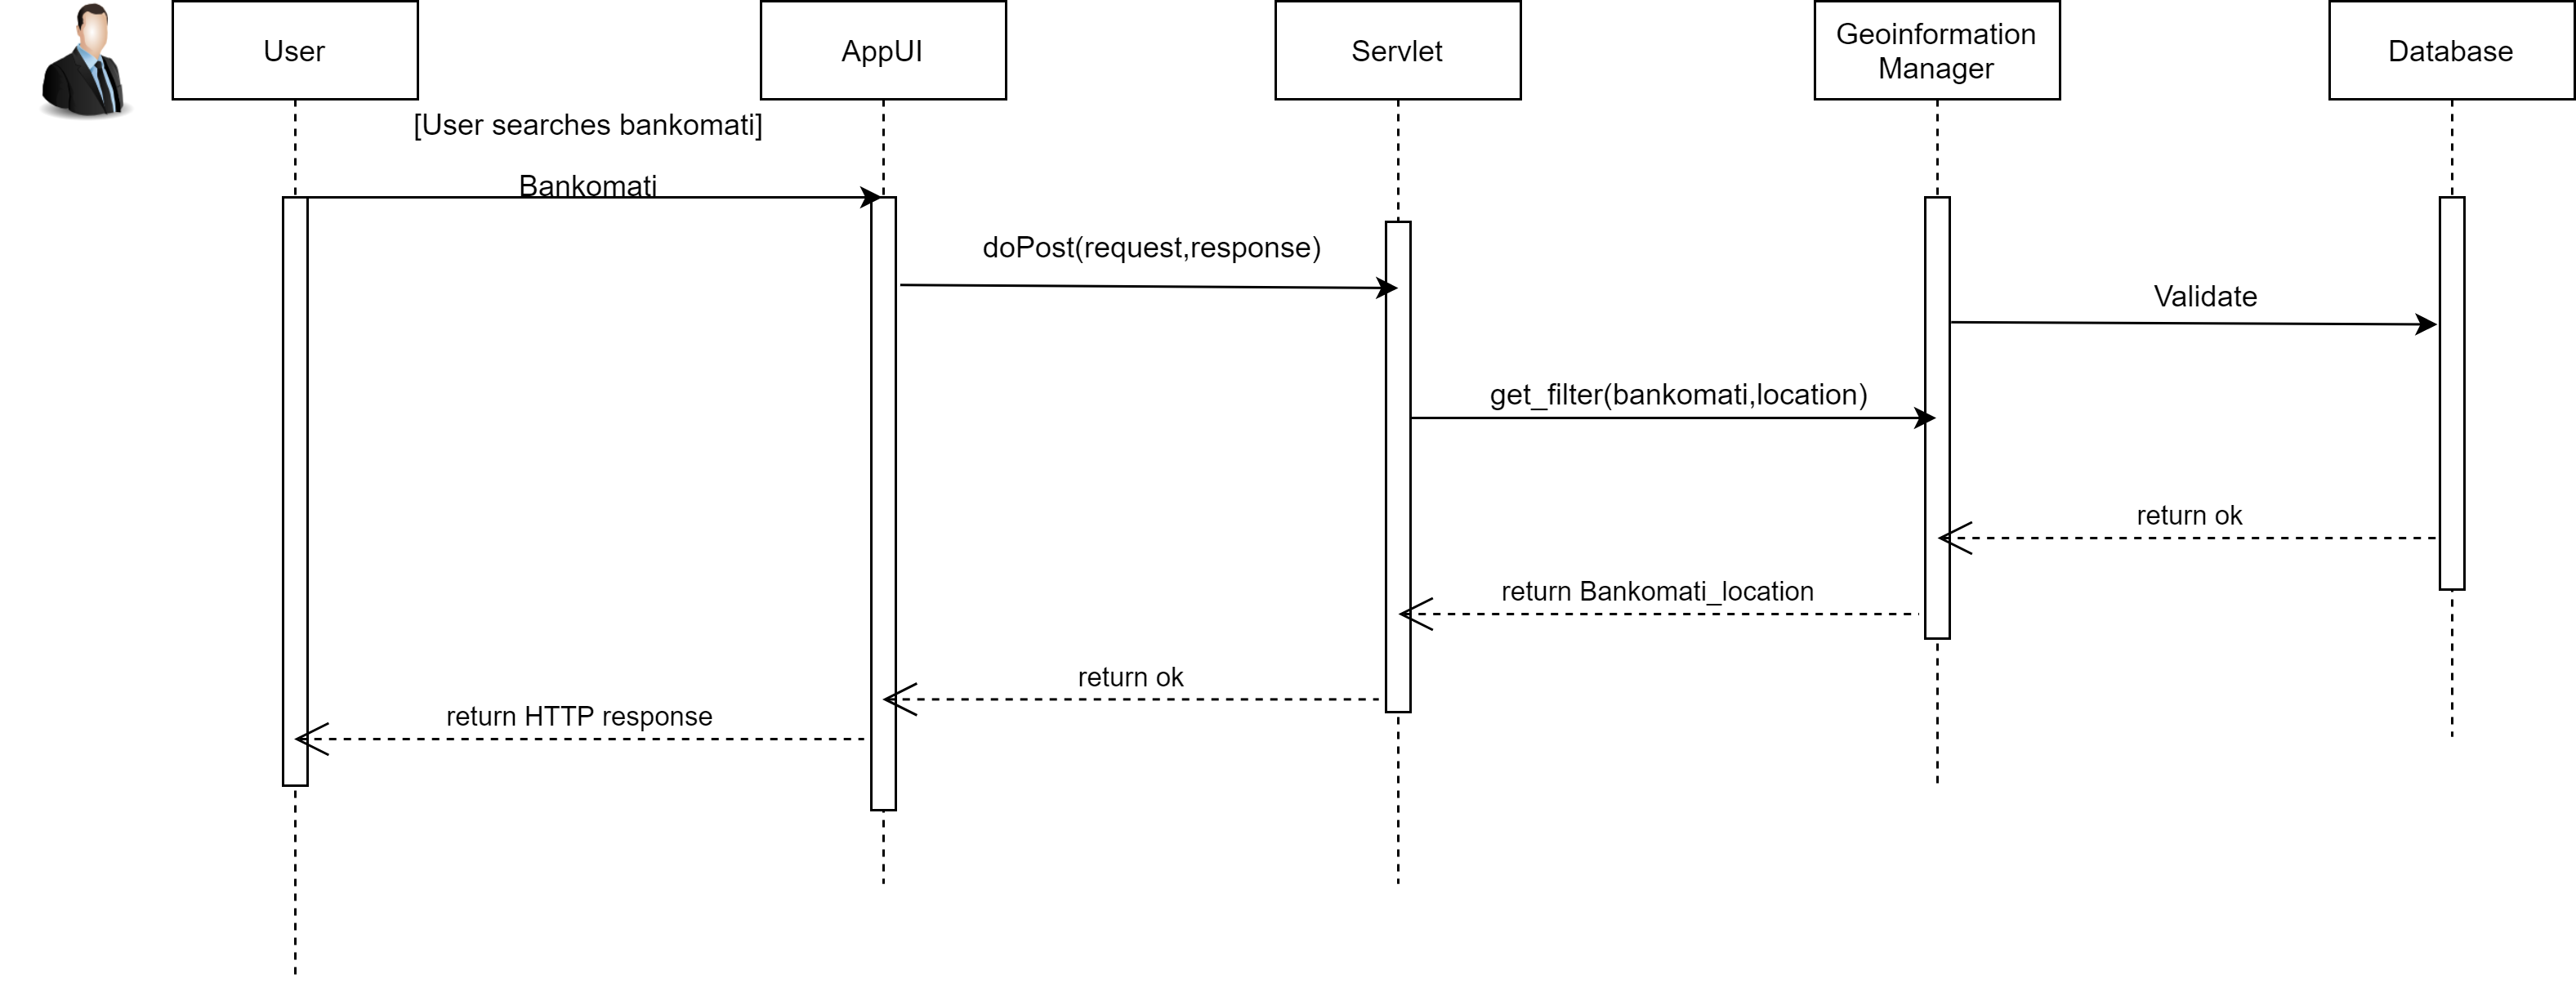 User
AppUI
Servlet
Geoinformation
Manager
Database
[User searches bankomati]
Bankomati
doPost(request,response)
Validate
get_filter(bankomati,location)
return ok
return Bankomati_location
return ok
return HTTP response